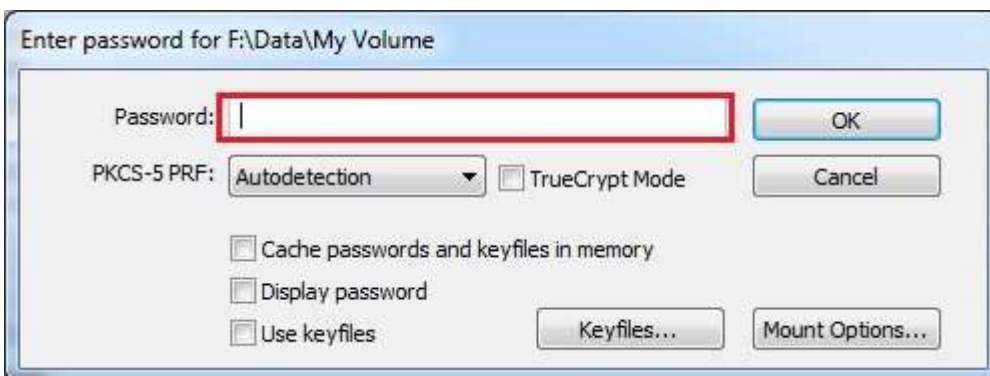 Enter password for F:\Data\My Volume
Password:
OK
PKCS-5 PRF: Autodetection TrueCrypt Mode
Cancel
Cache passwords and keyfiles in memory
Display password
Use keyfiles
Keyfiles...
Mount Options...